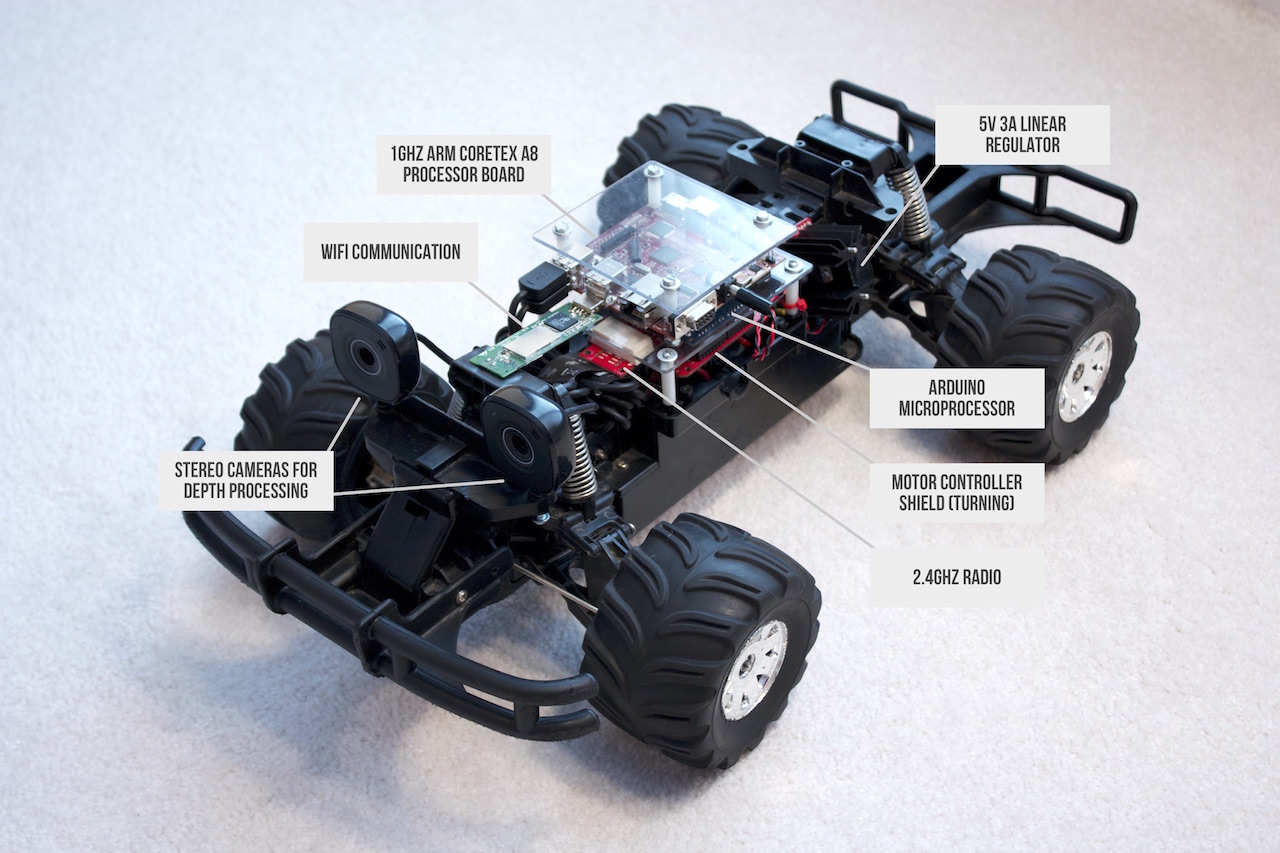 5V 3A LINEAR
REGULATOR
1GHZ ARM CORETEX A8
PROCESSOR BOARD
WIFI COMMUNICATION
ARDUINO
MICROPROCESSOR
STEREO CAMERAS FOR
DEPTH PROCESSING
MOTOR CONTROLLER
SHIELD (TURNING)
2.4GHZ RADIO